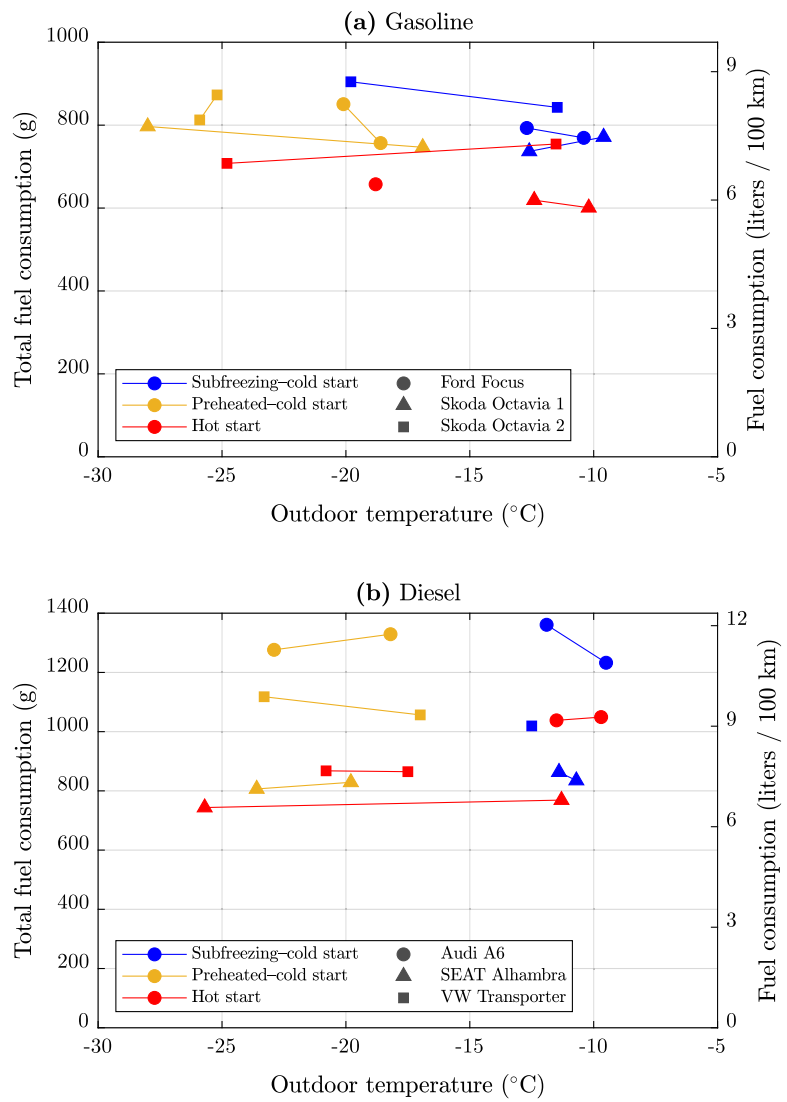 (a) Gasoline
1000
800
600
400
200
0
9
6
3
0
Total fuel consumption (g)
Fuel consumption (liters / 100 km)
Subfreezing–cold start
Ford Focus
Preheated–cold start
Skoda Octavia 1
Hot start
Skoda Octavia 2
-30 -25 -20 -15 -10 -5
Outdoor temperature (°C)
(b) Diesel
1400
1200
1000
800
600
400
200
0
12
9
6
3
0
Total fuel consumption (g)
Fuel consumption (liters / 100 km)
Subfreezing–cold start
Audi A6
Preheated–cold start
SEAT Alhambra
Hot start
VW Transporter
-30 -25 -20 -15 -10 -5
Outdoor temperature (°C)